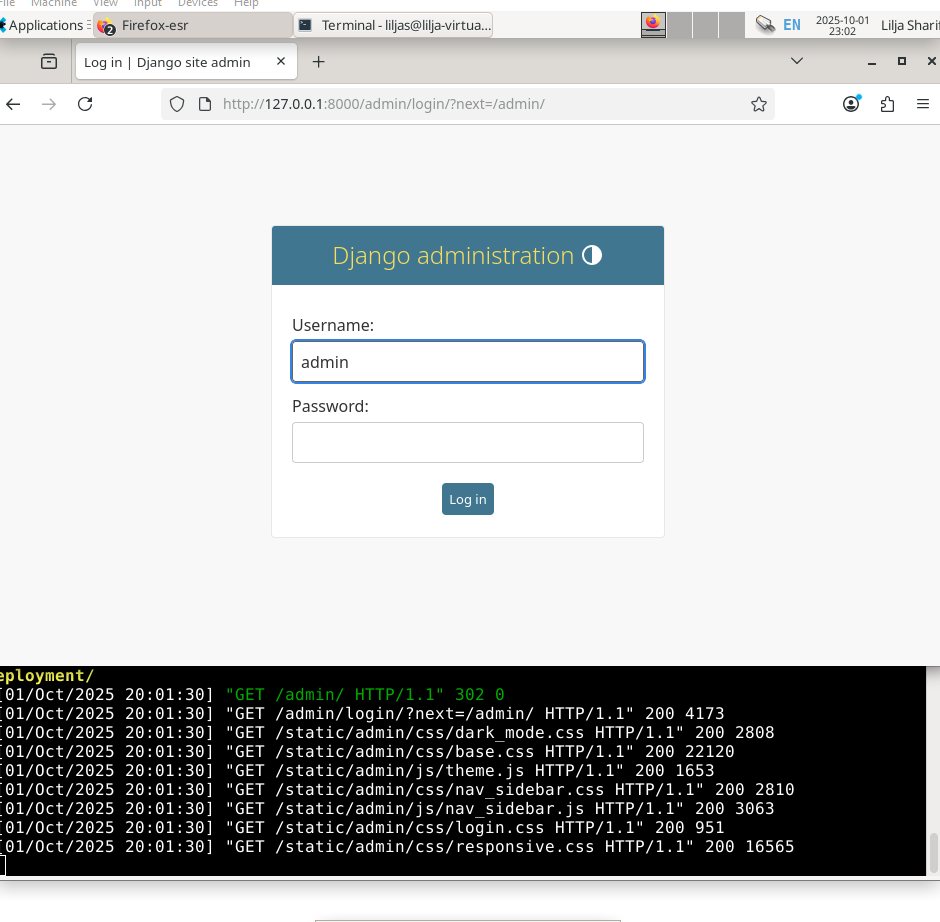 File Machine View Input Devices Help
Applications Firefox-esr 2 Terminal - liljas@lilja-virtua... EN 2025-10-01 23:02 Lilja Sharif
Log in | Django site admin
http://127.0.0.1:8000/admin/login/?next=/admin/
Django administration
Username:
admin
Password:
Log in
eployment/
[01/Oct/2025 20:01:30] "GET /admin/ HTTP/1.1" 302 0
[01/Oct/2025 20:01:30] "GET /admin/login/?next=/admin/ HTTP/1.1" 200 4173
[01/Oct/2025 20:01:30] "GET /static/admin/css/dark_mode.css HTTP/1.1" 200 2808
[01/Oct/2025 20:01:30] "GET /static/admin/css/base.css HTTP/1.1" 200 22120
[01/Oct/2025 20:01:30] "GET /static/admin/js/theme.js HTTP/1.1" 200 1653
[01/Oct/2025 20:01:30] "GET /static/admin/css/nav_sidebar.css HTTP/1.1" 200 2810
[01/Oct/2025 20:01:30] "GET /static/admin/js/nav_sidebar.js HTTP/1.1" 200 3063
[01/Oct/2025 20:01:30] "GET /static/admin/css/login.css HTTP/1.1" 200 951
[01/Oct/2025 20:01:30] "GET /static/admin/css/responsive.css HTTP/1.1" 200 16565